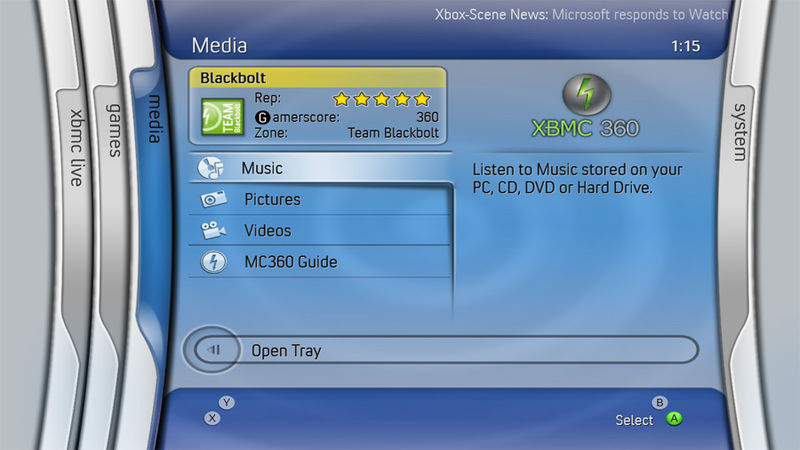 Xbox-Scene News: Microsoft responds to Watch
Media
1:15
Blackbolt
TEAM
Blackbolt
Rep:
G amerscore: 360
Zone: Team Blackbolt
XBMC 360
Music
Pictures
Videos
MC360 Guide
Listen to Music stored on your
PC, CD, DVD or Hard Drive.
xbmc live
games
media
system
Open Tray
Y
X
B
Select A